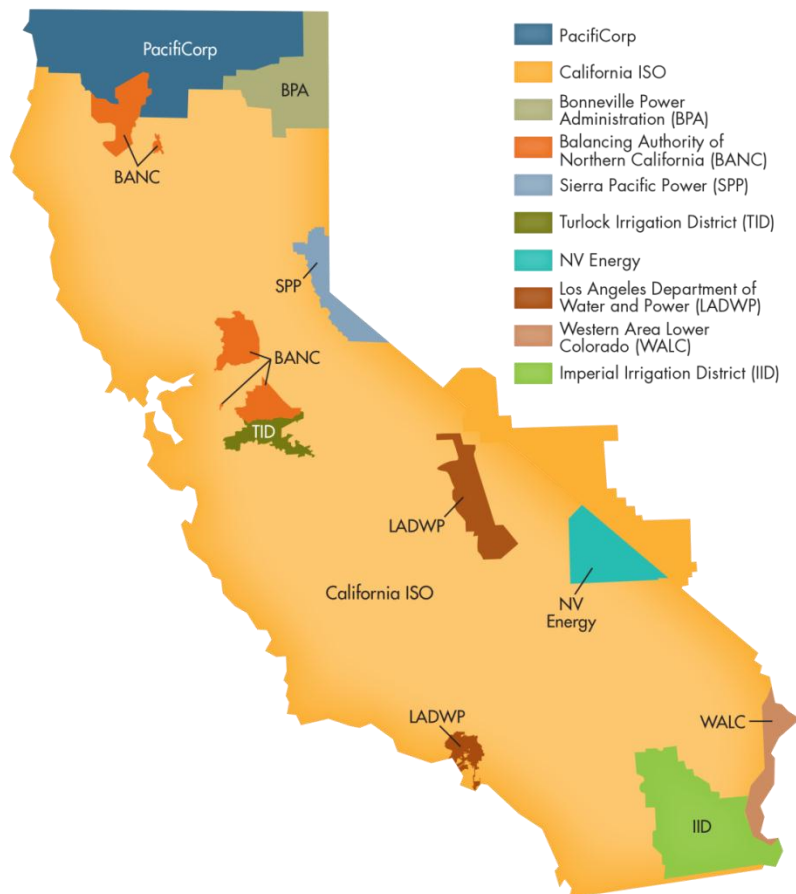 PacifiCorp
BPA
BANC
SPP
BANC
TID
LADWP
California ISO
NV
Energy
LADWP
WALC
IID
PacifiCorp
California ISO
Bonneville Power
Administration (BPA)
Balancing Authority of
Northern California (BANC)
Sierra Pacific Power (SPP)
Turlock Irrigation District (TID)
NV Energy
Los Angeles Department of
Water and Power (LADWP)
Western Area Lower
Colorado (WALC)
Imperial Irrigation District (IID)